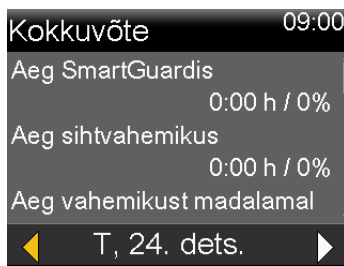 Kokkuvõte 09:00
Aeg SmartGuardis
0:00 h / 0%
Aeg sihtvahemikus
0:00 h / 0%
Aeg vahemikust madalamal
T, 24. dets.